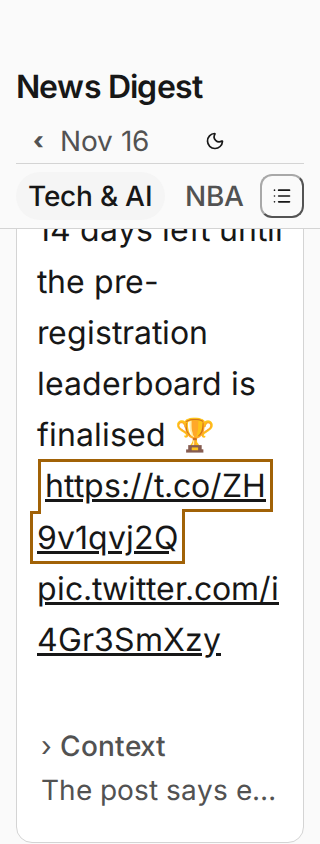 News Digest
‹ Nov 16
Tech & AI NBA
14 days left until
the pre-
registration
leaderboard is
finalised 🏆
https://t.co/ZH
9v1qvj2Q
pic.twitter.com/i
4Gr3SmXzy
› Context
The post says e...